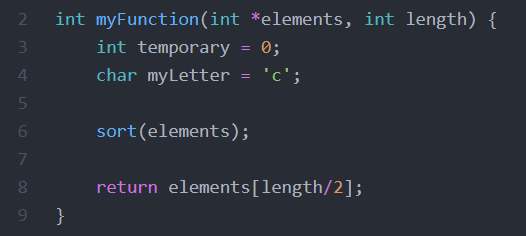 2 int myFunction(int *elements, int length) {
3     int temporary = 0;
4     char myLetter = 'c';
5
6     sort(elements);
7
8     return elements[length/2];
9 }